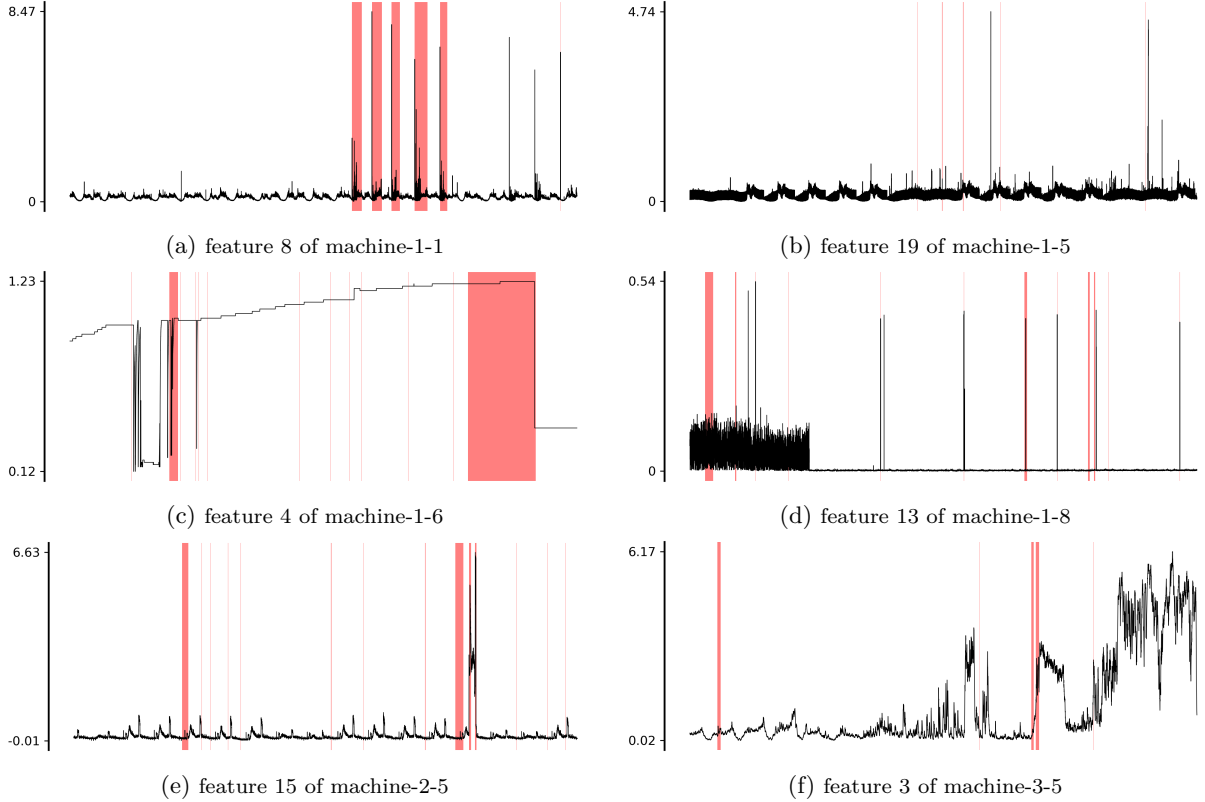 8.47
0
(a) feature 8 of machine-1-1
4.74
0
(b) feature 19 of machine-1-5
1.23
0.12
(c) feature 4 of machine-1-6
0.54
0
(d) feature 13 of machine-1-8
6.63
-0.01
(e) feature 15 of machine-2-5
6.17
0.02
(f) feature 3 of machine-3-5